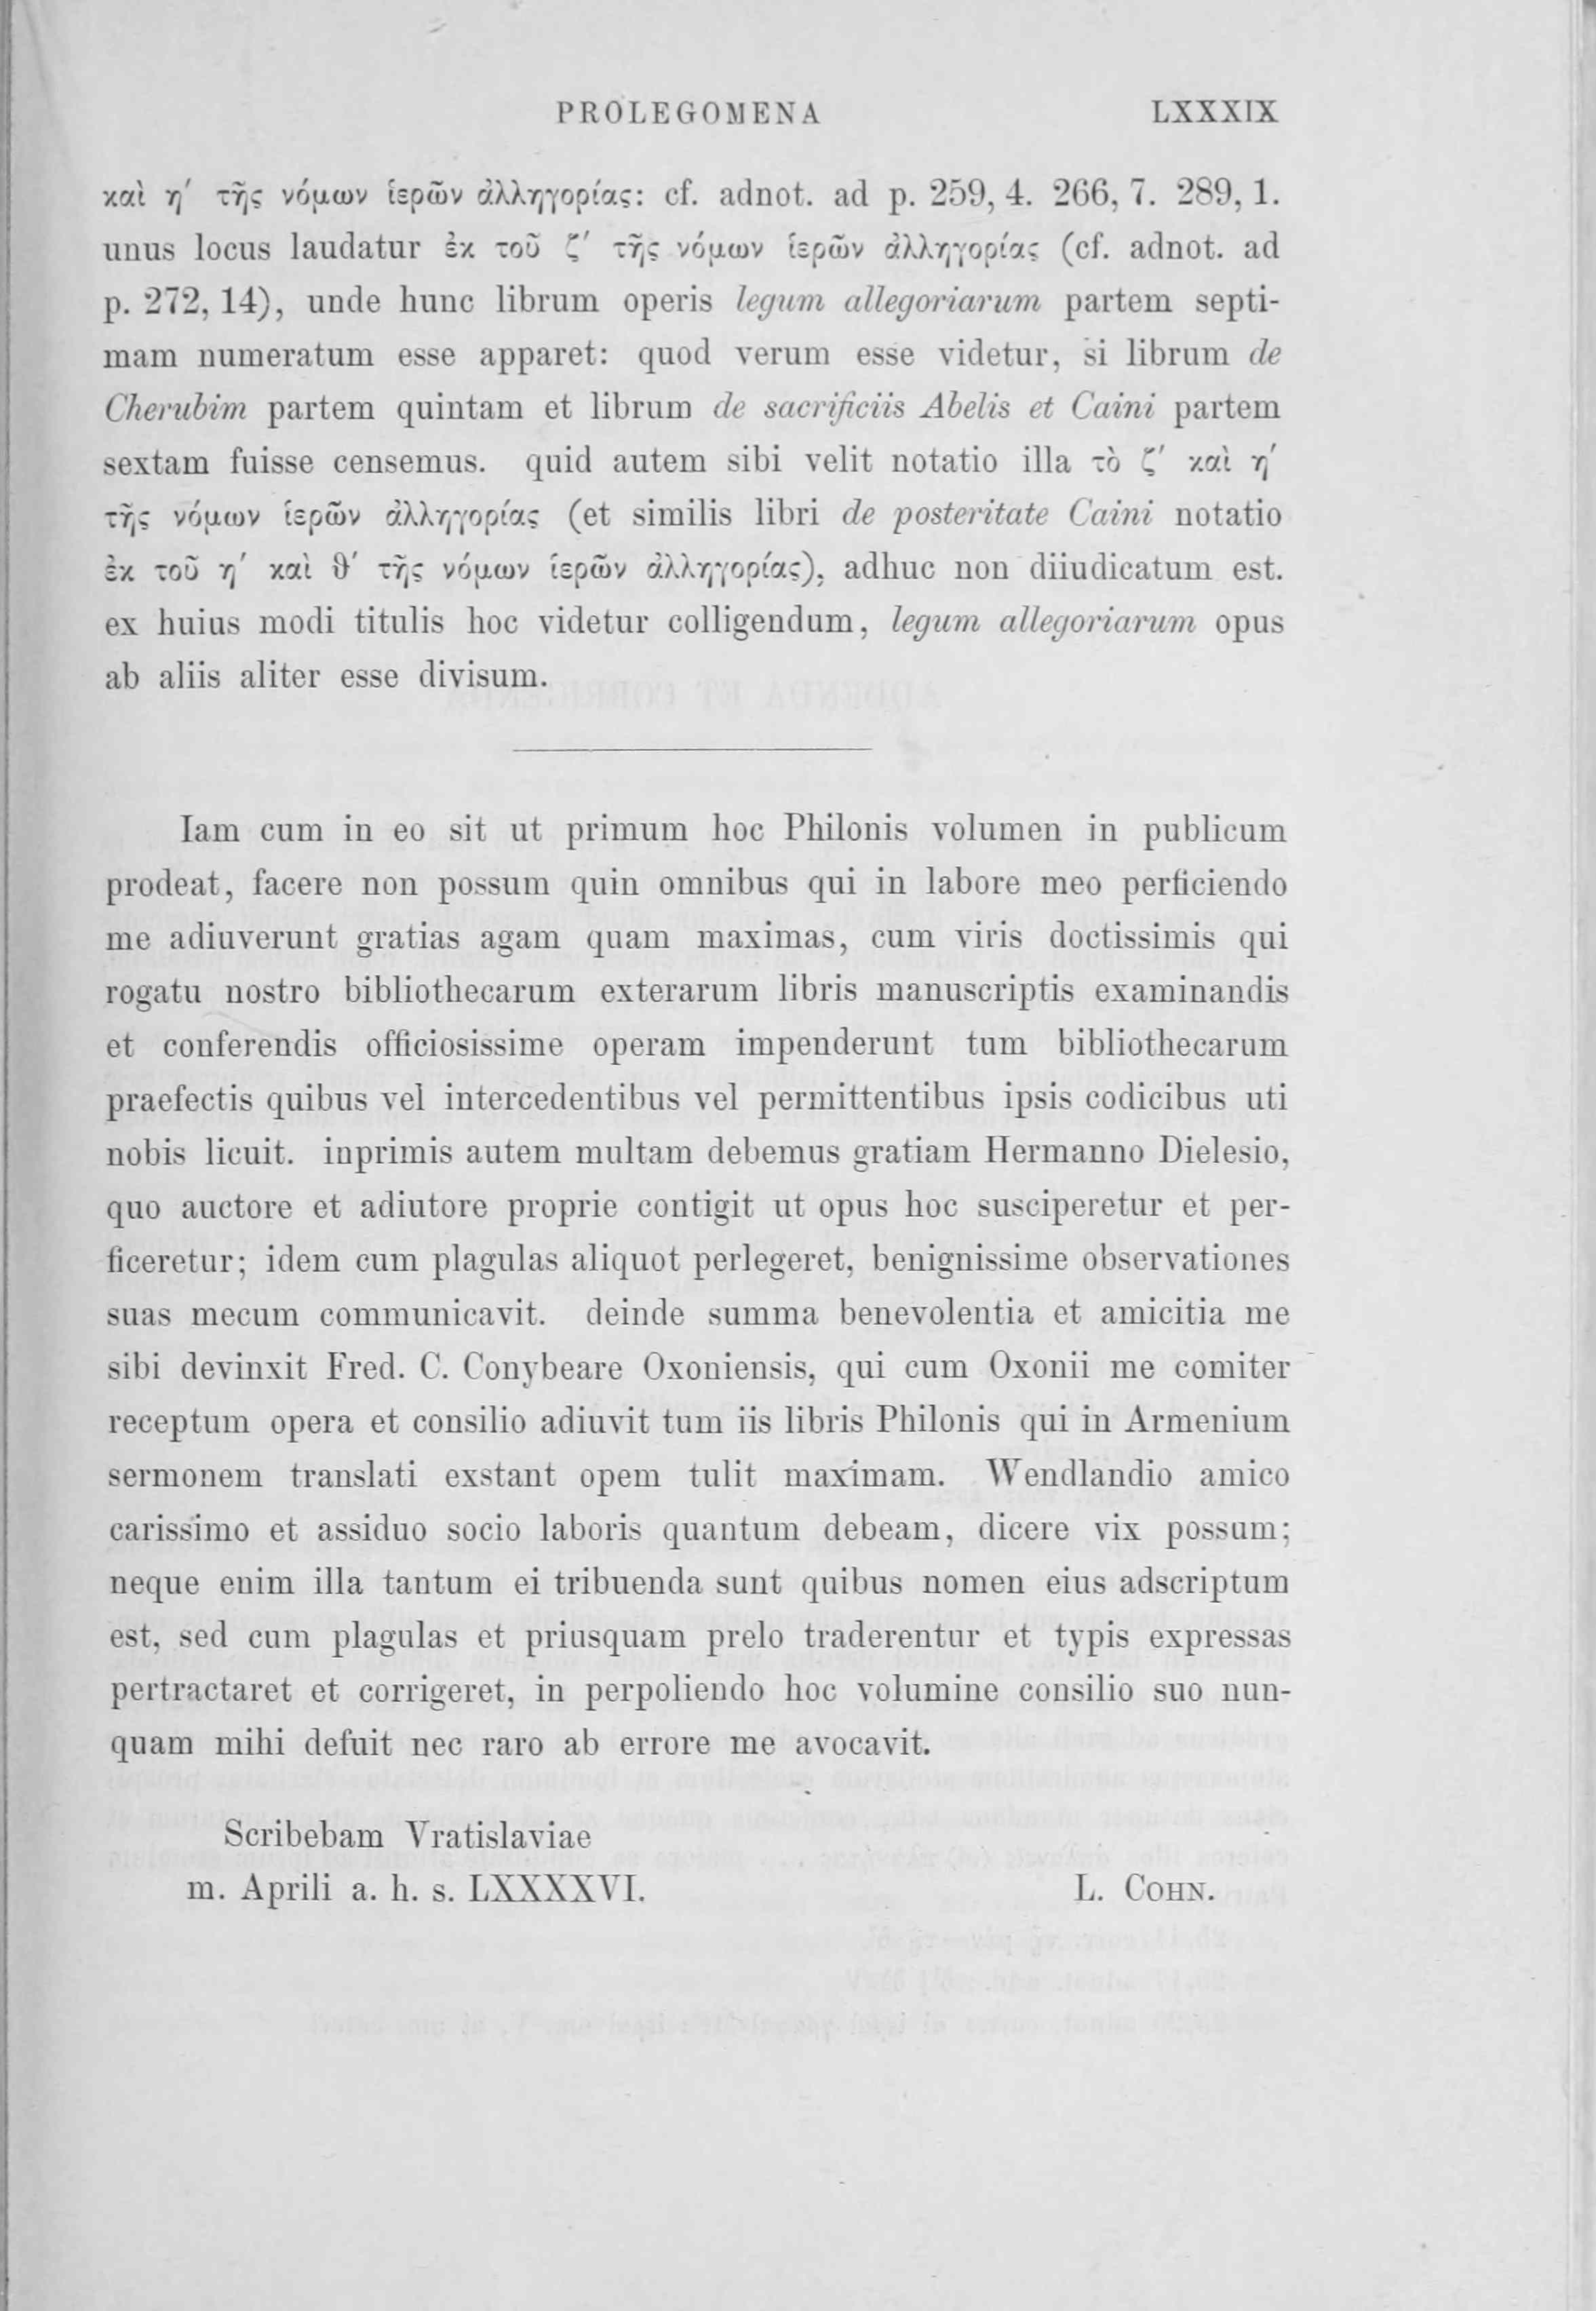 PROLEGOMENA LXXXIX
καὶ η′ τῆς νόμων ἱερῶν ἀλληγορίας: cf. adnot. ad p. 259, 4. 266, 7. 289, 1.
unus locus laudatur ἐκ τοῦ ζ′ τῆς νόμων ἱερῶν ἀλληγορίας (cf. adnot. ad
p. 272, 14), unde hunc librum operis legum allegoriarum partem septi-
mam numeratum esse apparet: quod verum esse videtur, si librum de
Cherubim partem quintam et librum de sacrificiis Abelis et Caini partem
sextam fuisse censemus. quid autem sibi velit notatio illa τὸ ζ′ καὶ η′
τῆς νόμων ἱερῶν ἀλληγορίας (et similis libri de posteritate Caini notatio
ἐκ τοῦ η′ καὶ θ′ τῆς νόμων ἱερῶν ἀλληγορίας), adhuc non diiudicatum est.
ex huius modi titulis hoc videtur colligendum, legum allegoriarum opus
ab aliis aliter esse divisum.
Iam cum in eo sit ut primum hoc Philonis volumen in publicum
prodeat, facere non possum quin omnibus qui in labore meo perficiendo
me adiuverunt gratias agam quam maximas, cum viris doctissimis qui
rogatu nostro bibliothecarum exterarum libris manuscriptis examinandis
et conferendis officiosissime operam impenderunt tum bibliothecarum
praefectis quibus vel intercedentibus vel permittentibus ipsis codicibus uti
nobis licuit. inprimis autem multam debemus gratiam Hermanno Dielesio,
quo auctore et adiutore proprie contigit ut opus hoc susciperetur et per-
ficeretur; idem cum plagulas aliquot perlegeret, benignissime observationes
suas mecum communicavit. deinde summa benevolentia et amicitia me
sibi devinxit Fred. C. Conybeare Oxoniensis, qui cum Oxonii me comiter
receptum opera et consilio adiuvit tum iis libris Philonis qui in Armenium
sermonem translati exstant opem tulit maximam. Wendlandio amico
carissimo et assiduo socio laboris quantum debeam, dicere vix possum;
neque enim illa tantum ei tribuenda sunt quibus nomen eius adscriptum
est, sed cum plagulas et priusquam prelo traderentur et typis expressas
pertractaret et corrigeret, in perpoliendo hoc volumine consilio suo nun-
quam mihi defuit nec raro ab errore me avocavit.
Scribebam Vratislaviae
m. Aprili a. h. s. LXXXXVI. L. COHN.